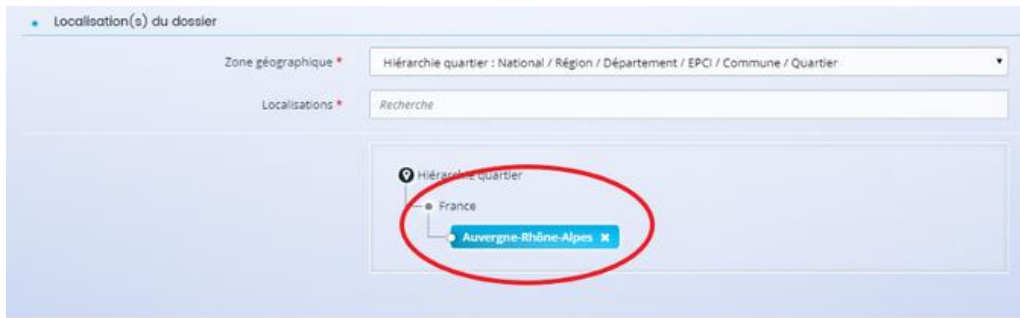 Localisation(s) du dossier
Zone géographique *
Hiérarchie quartier : National / Région / Département / EPCI / Commune / Quartier
Localisations *
Recherche
Hiérarchie quartier
France
Auvergne-Rhône-Alpes ×